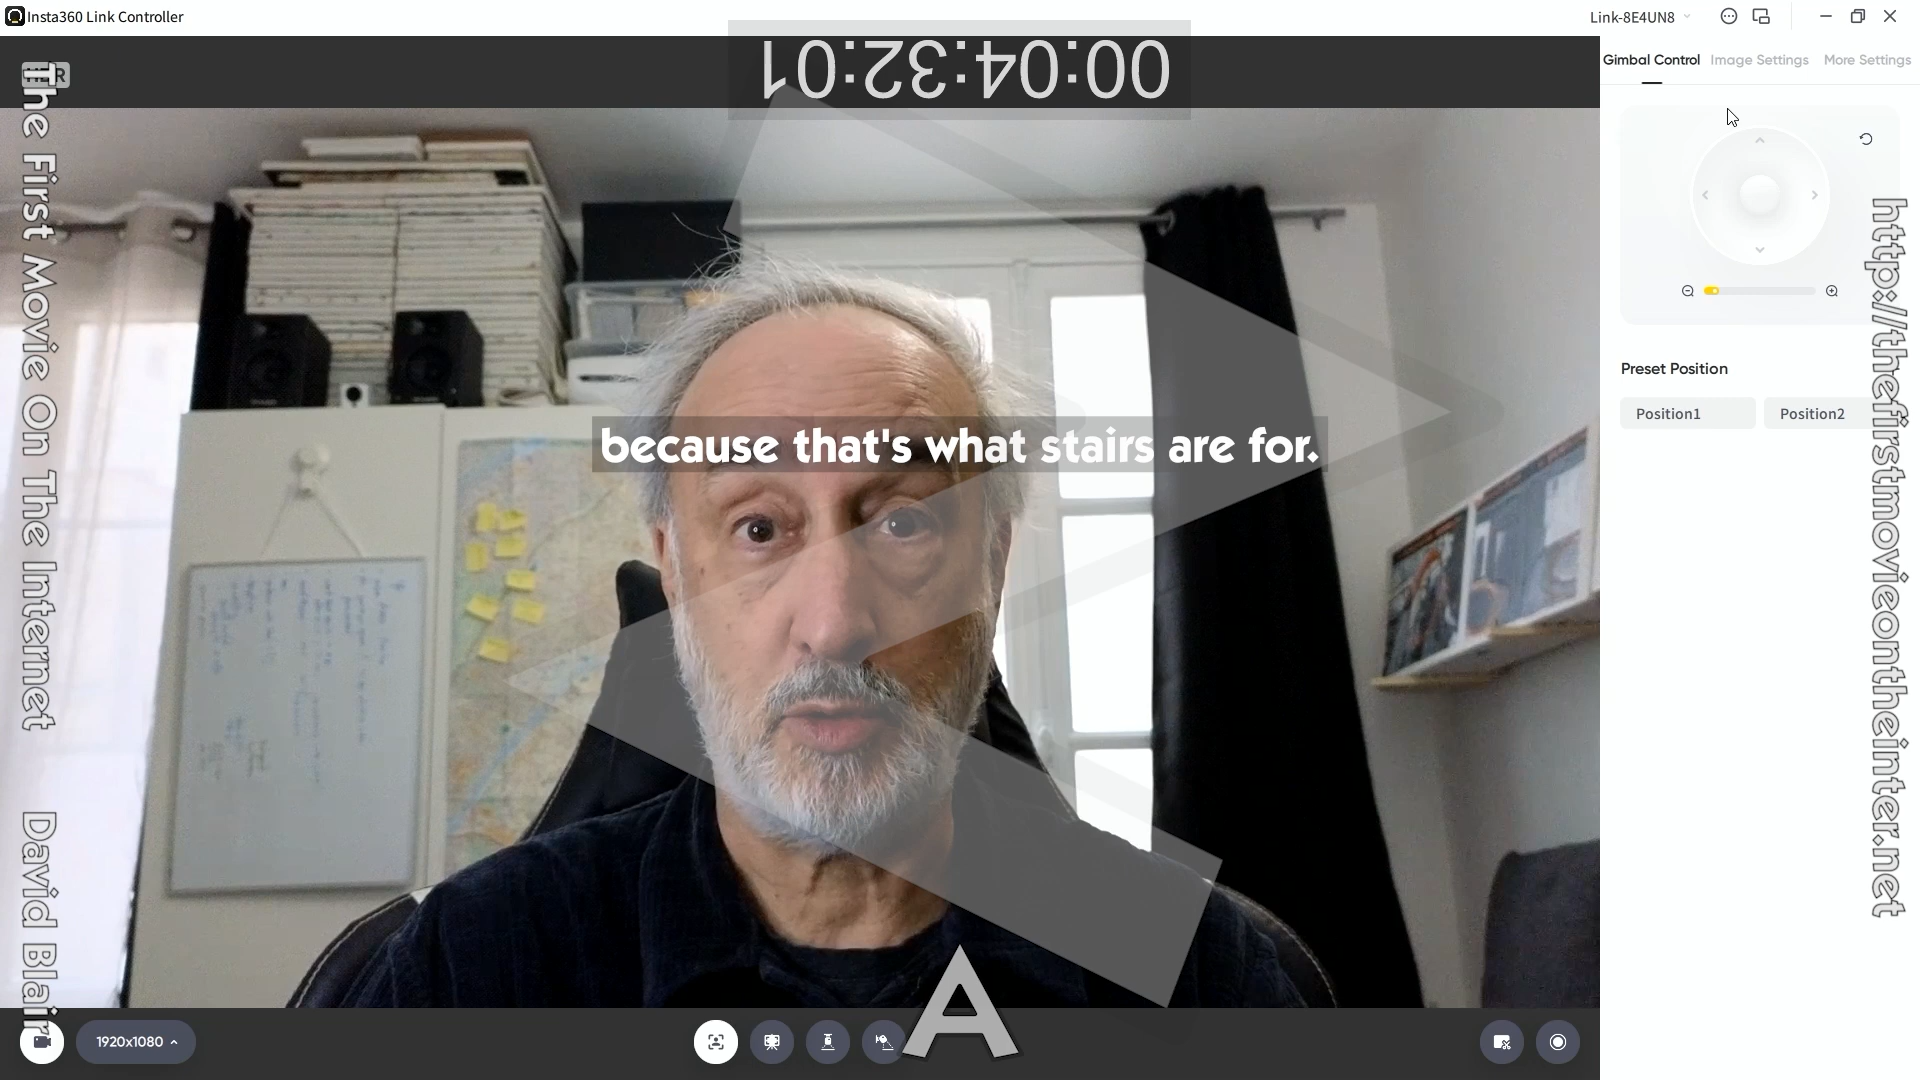 Insta360 Link Controller
Link-8E4UN8
00:04:32:01
HDR
Gimbal Control
Image Settings
More Settings
The First Movie On The Internet
David Blair
http://thefirstmovieontheinter.net
Preset Position
Position1
Position2
because that's what stairs are for.
A
1920x1080